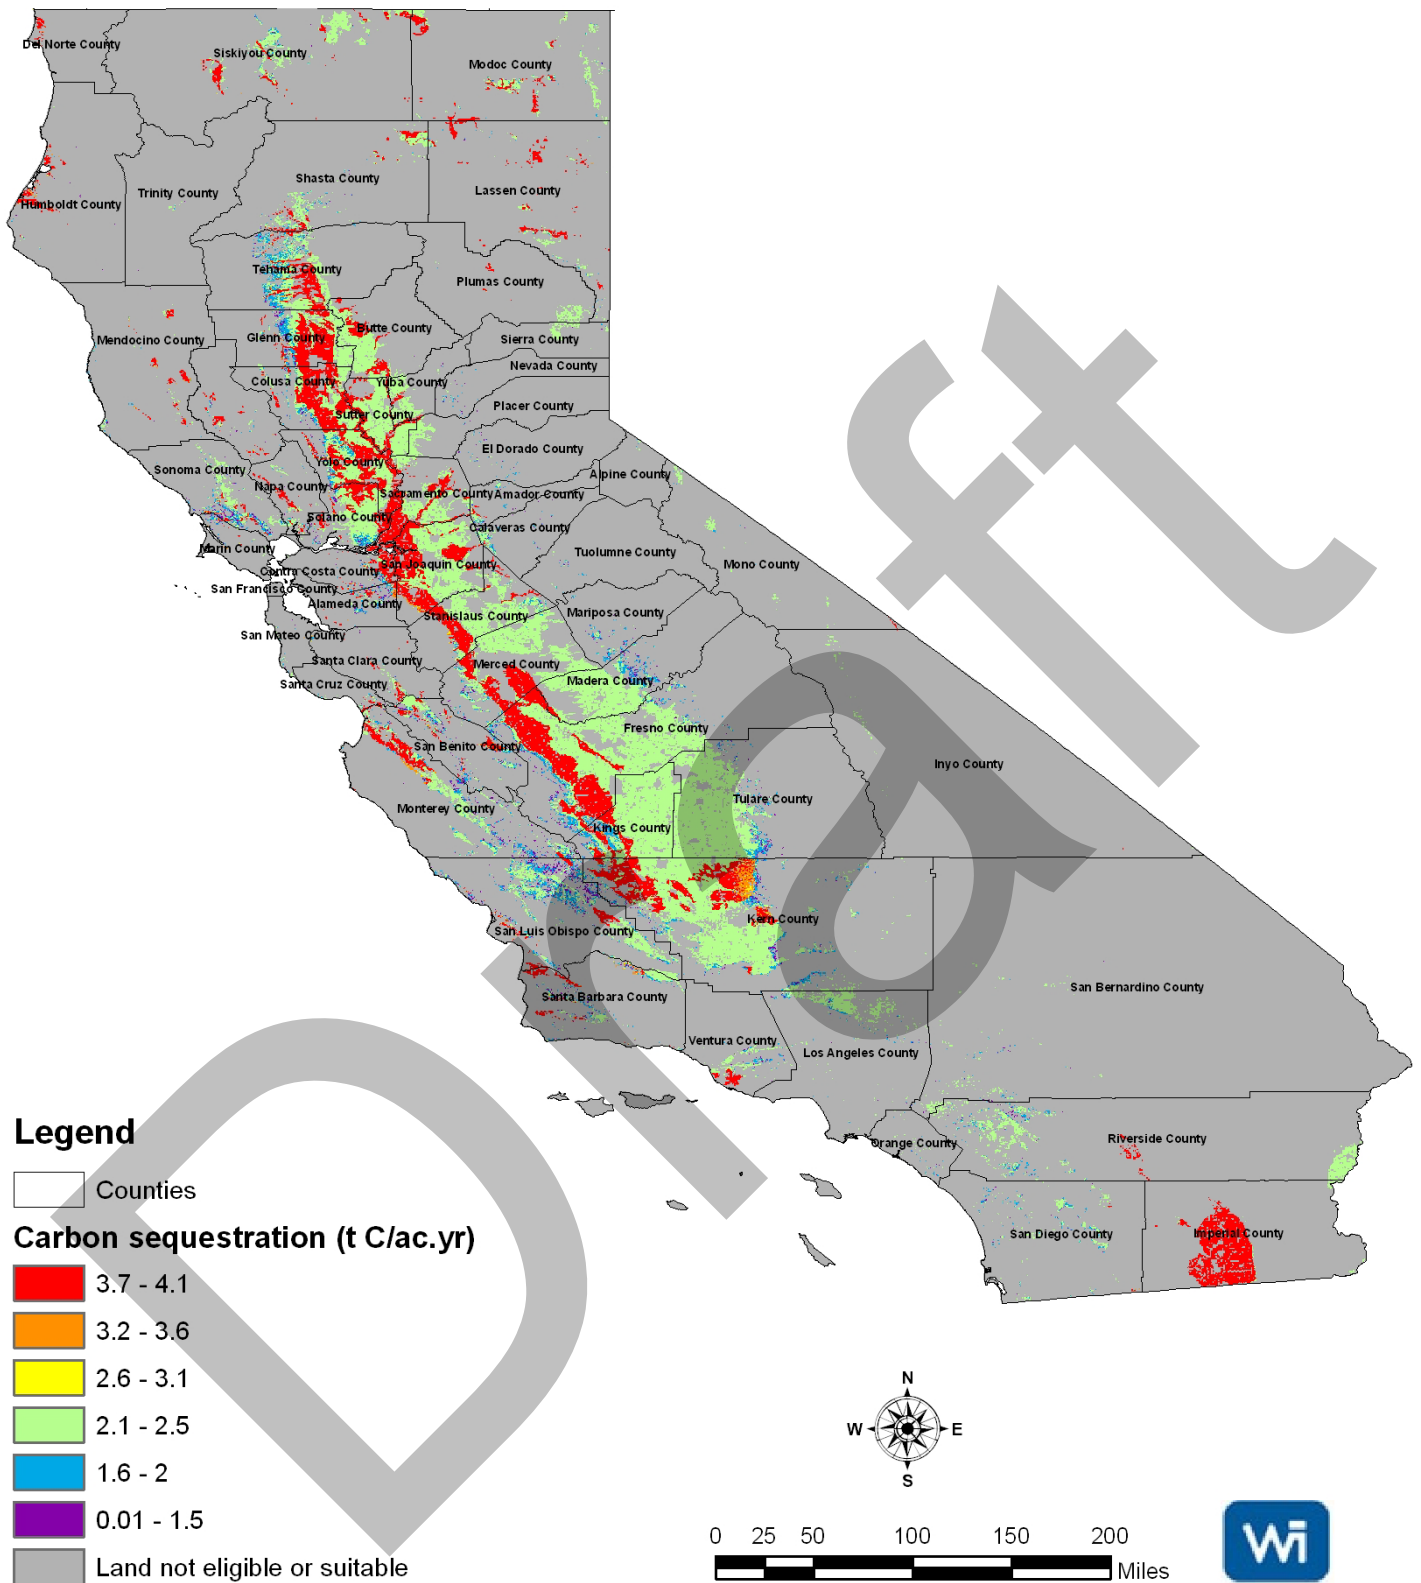 Del Norte County
Siskiyou County
Modoc County
Shasta County
Trinity County
Lassen County
Humboldt County
Tehama County
Plumas County
Butte County
Mendocino County
Glenn County
Sierra County
Nevada County
Colusa County
Yuba County
Placer County
Sutter County
El Dorado County
Yolo County
Sonoma County
Alpine County
Napa County
Sacramento County
Amador County
Solano County
Calaveras County
Marin County
Tuolumne County
Contra Costa County
San Joaquin County
Mono County
San Francisco County
Alameda County
Stanislaus County
Mariposa County
San Mateo County
Santa Clara County
Merced County
Madera County
Santa Cruz County
Fresno County
San Benito County
Inyo County
Monterey County
Tulare County
Kings County
Kern County
San Luis Obispo County
Santa Barbara County
San Bernardino County
Ventura County
Los Angeles County
Orange County
Riverside County
San Diego County
Imperial County
Draft
Legend
Counties
Carbon sequestration (t C/ac.yr)
3.7 - 4.1
3.2 - 3.6
2.6 - 3.1
2.1 - 2.5
1.6 - 2
0.01 - 1.5
Land not eligible or suitable
N
W E
S
0 25 50 100 150 200
Miles
Wi